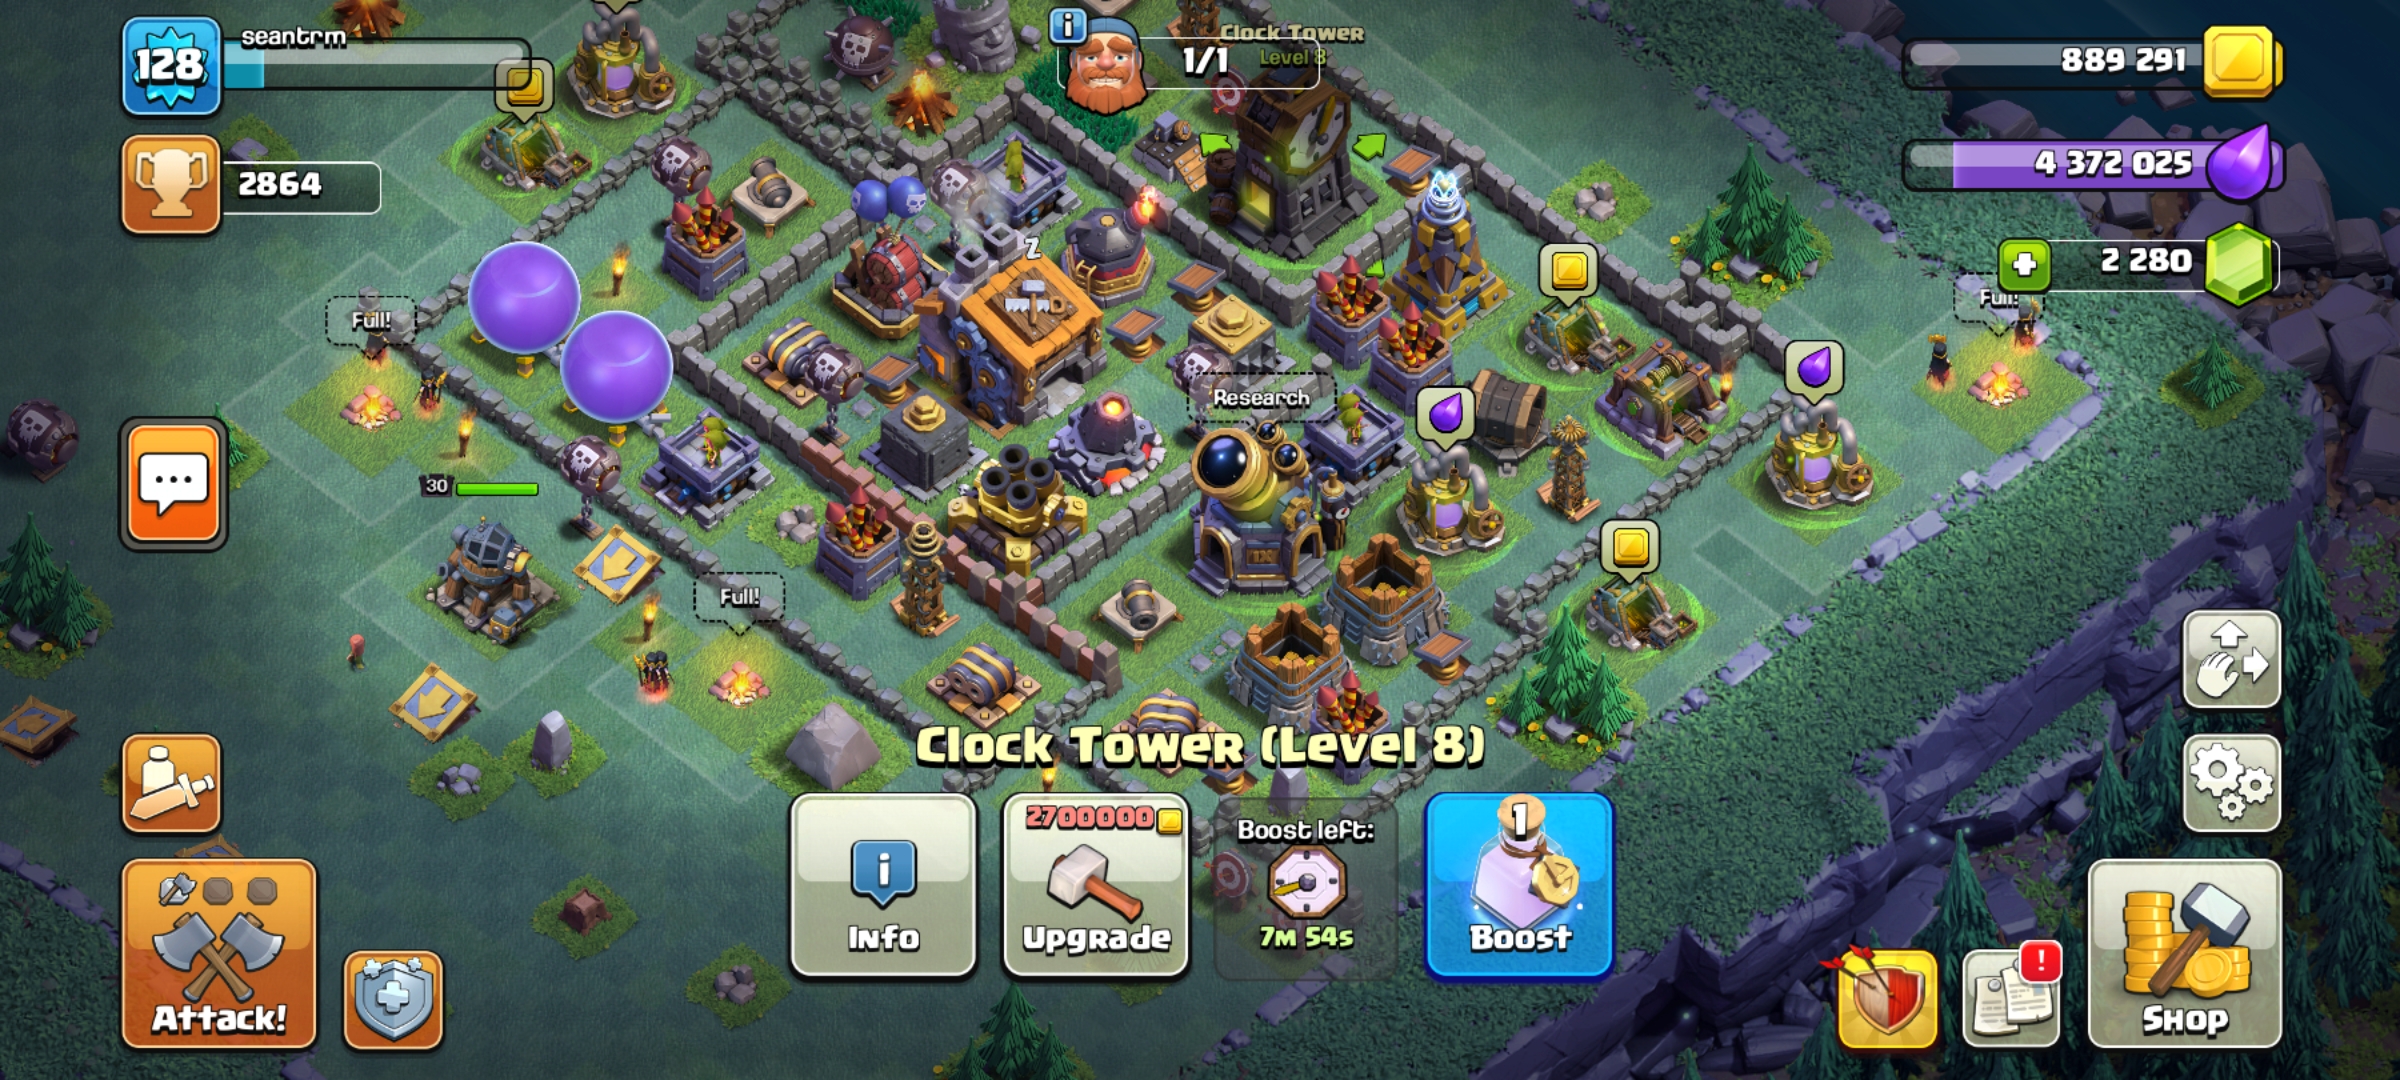 128
seantrm
Clock Tower
1/1
Level 8
889 291
2864
4 372 025
2 280
Full!
Full!
z
Research
30
Full!
IX
Clock Tower (Level 8)
2700000
Boost left:
1
Info
Upgrade
7m 54s
Boost
Attack!
!
Shop